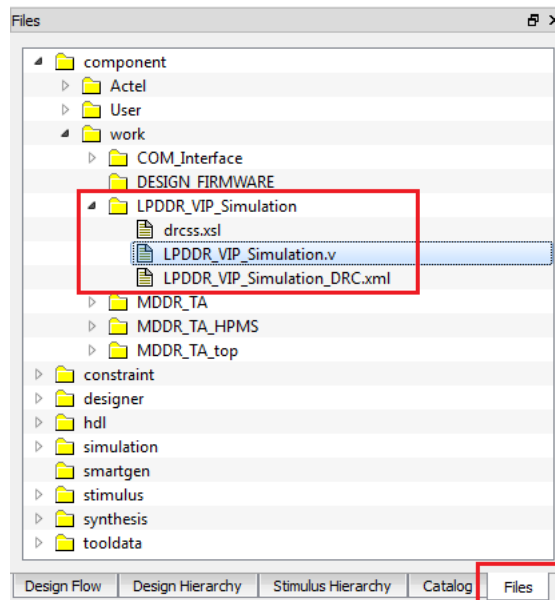 Files
component
Actel
User
work
COM_Interface
DESIGN_FIRMWARE
LPDDR_VIP_Simulation
drcss.xsl
LPDDR_VIP_Simulation.v
LPDDR_VIP_Simulation_DRC.xml
MDDR_TA
MDDR_TA_HPMS
MDDR_TA_top
constraint
designer
hdl
simulation
smartgen
stimulus
synthesis
tooldata
Design Flow Design Hierarchy Stimulus Hierarchy Catalog Files